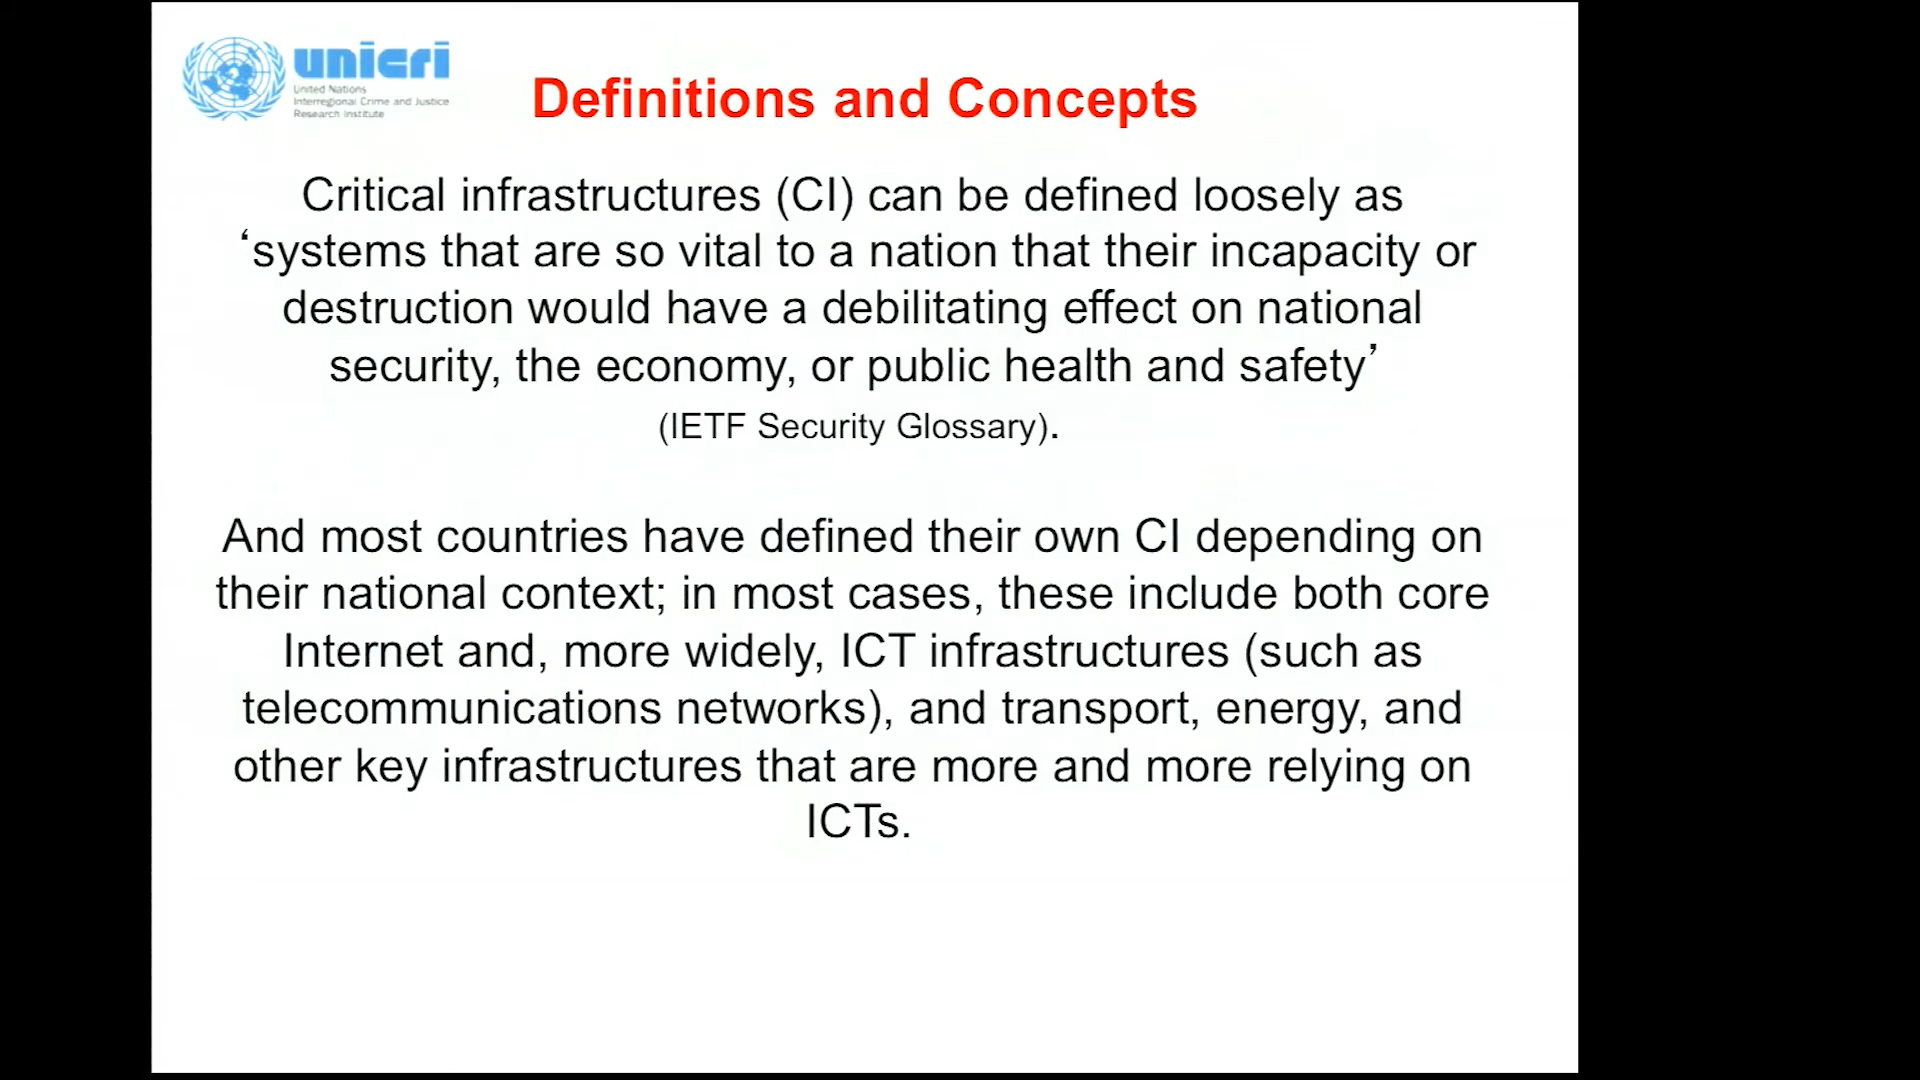 unicri
United Nations
Interregional Crime and Justice
Research Institute
Definitions and Concepts
Critical infrastructures (CI) can be defined loosely as
‘systems that are so vital to a nation that their incapacity or
destruction would have a debilitating effect on national
security, the economy, or public health and safety’
(IETF Security Glossary).
And most countries have defined their own CI depending on
their national context; in most cases, these include both core
Internet and, more widely, ICT infrastructures (such as
telecommunications networks), and transport, energy, and
other key infrastructures that are more and more relying on
ICTs.